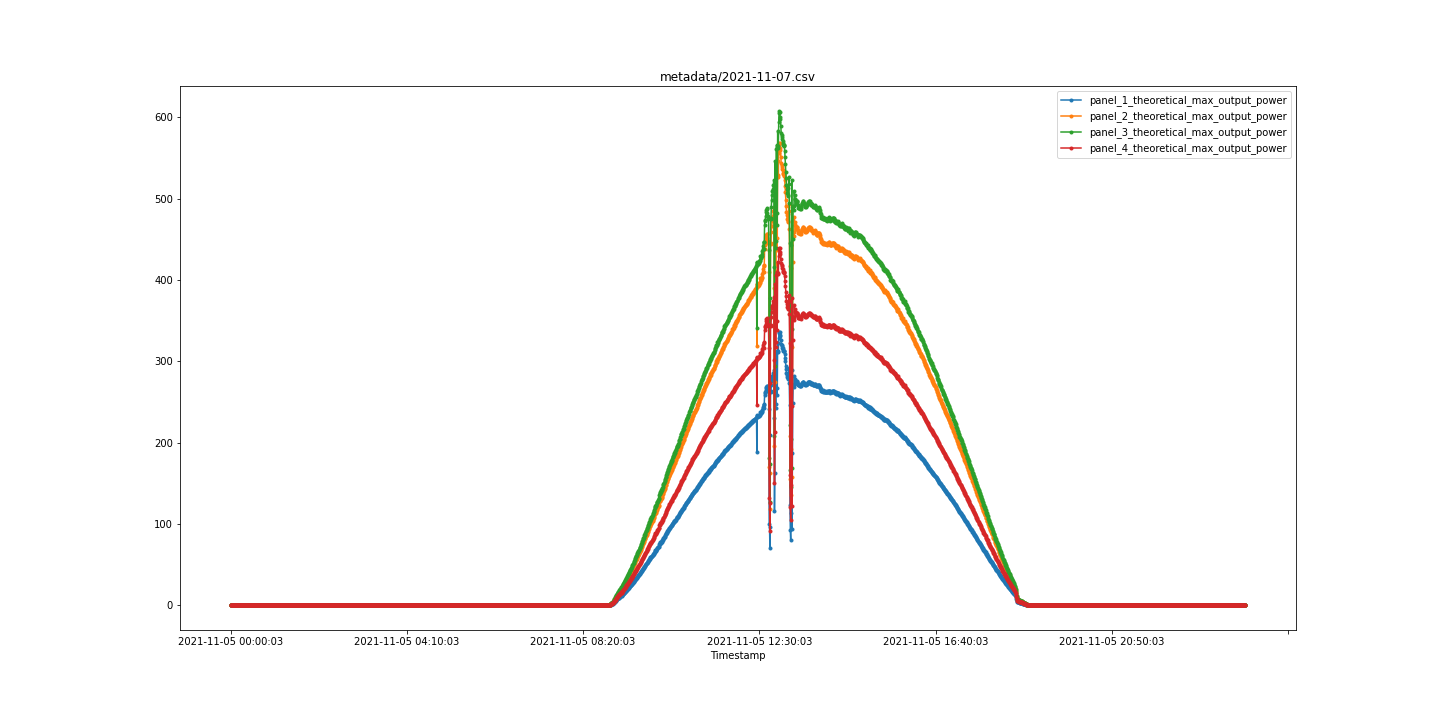 metadata/2021-11-07.csv
panel_1_theoretical_max_output_power
panel_2_theoretical_max_output_power
panel_3_theoretical_max_output_power
panel_4_theoretical_max_output_power
600
500
400
300
200
100
0
2021-11-05 00:00:03 2021-11-05 04:10:03 2021-11-05 08:20:03 2021-11-05 12:30:03 2021-11-05 16:40:03 2021-11-05 20:50:03
Timestamp